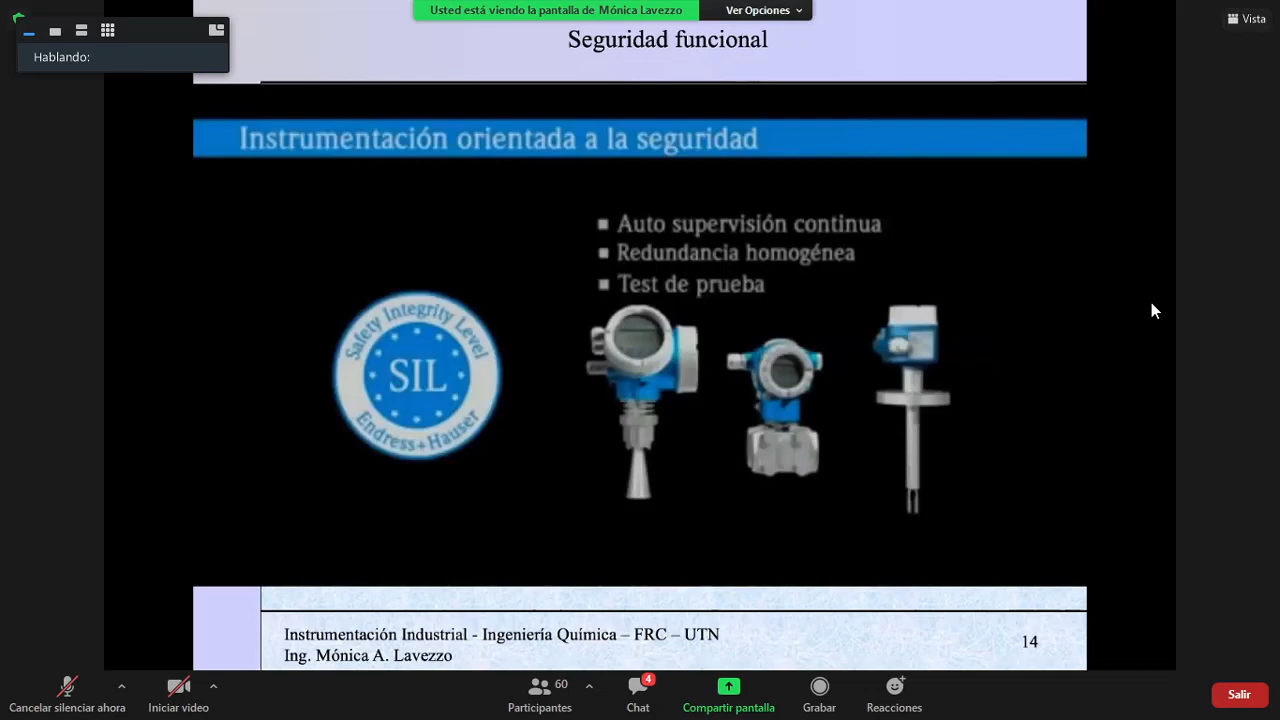 Usted está viendo la pantalla de Mónica Lavezzo
Ver Opciones
Vista
Hablando:
Seguridad funcional
Instrumentación orientada a la seguridad
Auto supervisión continua
Redundancia homogénea
Test de prueba
Safety Integrity Level
SIL
Endress+Hauser
Instrumentación Industrial - Ingeniería Química – FRC – UTN
Ing. Mónica A. Lavezzo
14
Cancelar silenciar ahora
Iniciar video
60
Participantes
4
Chat
Compartir pantalla
Grabar
Reacciones
Salir